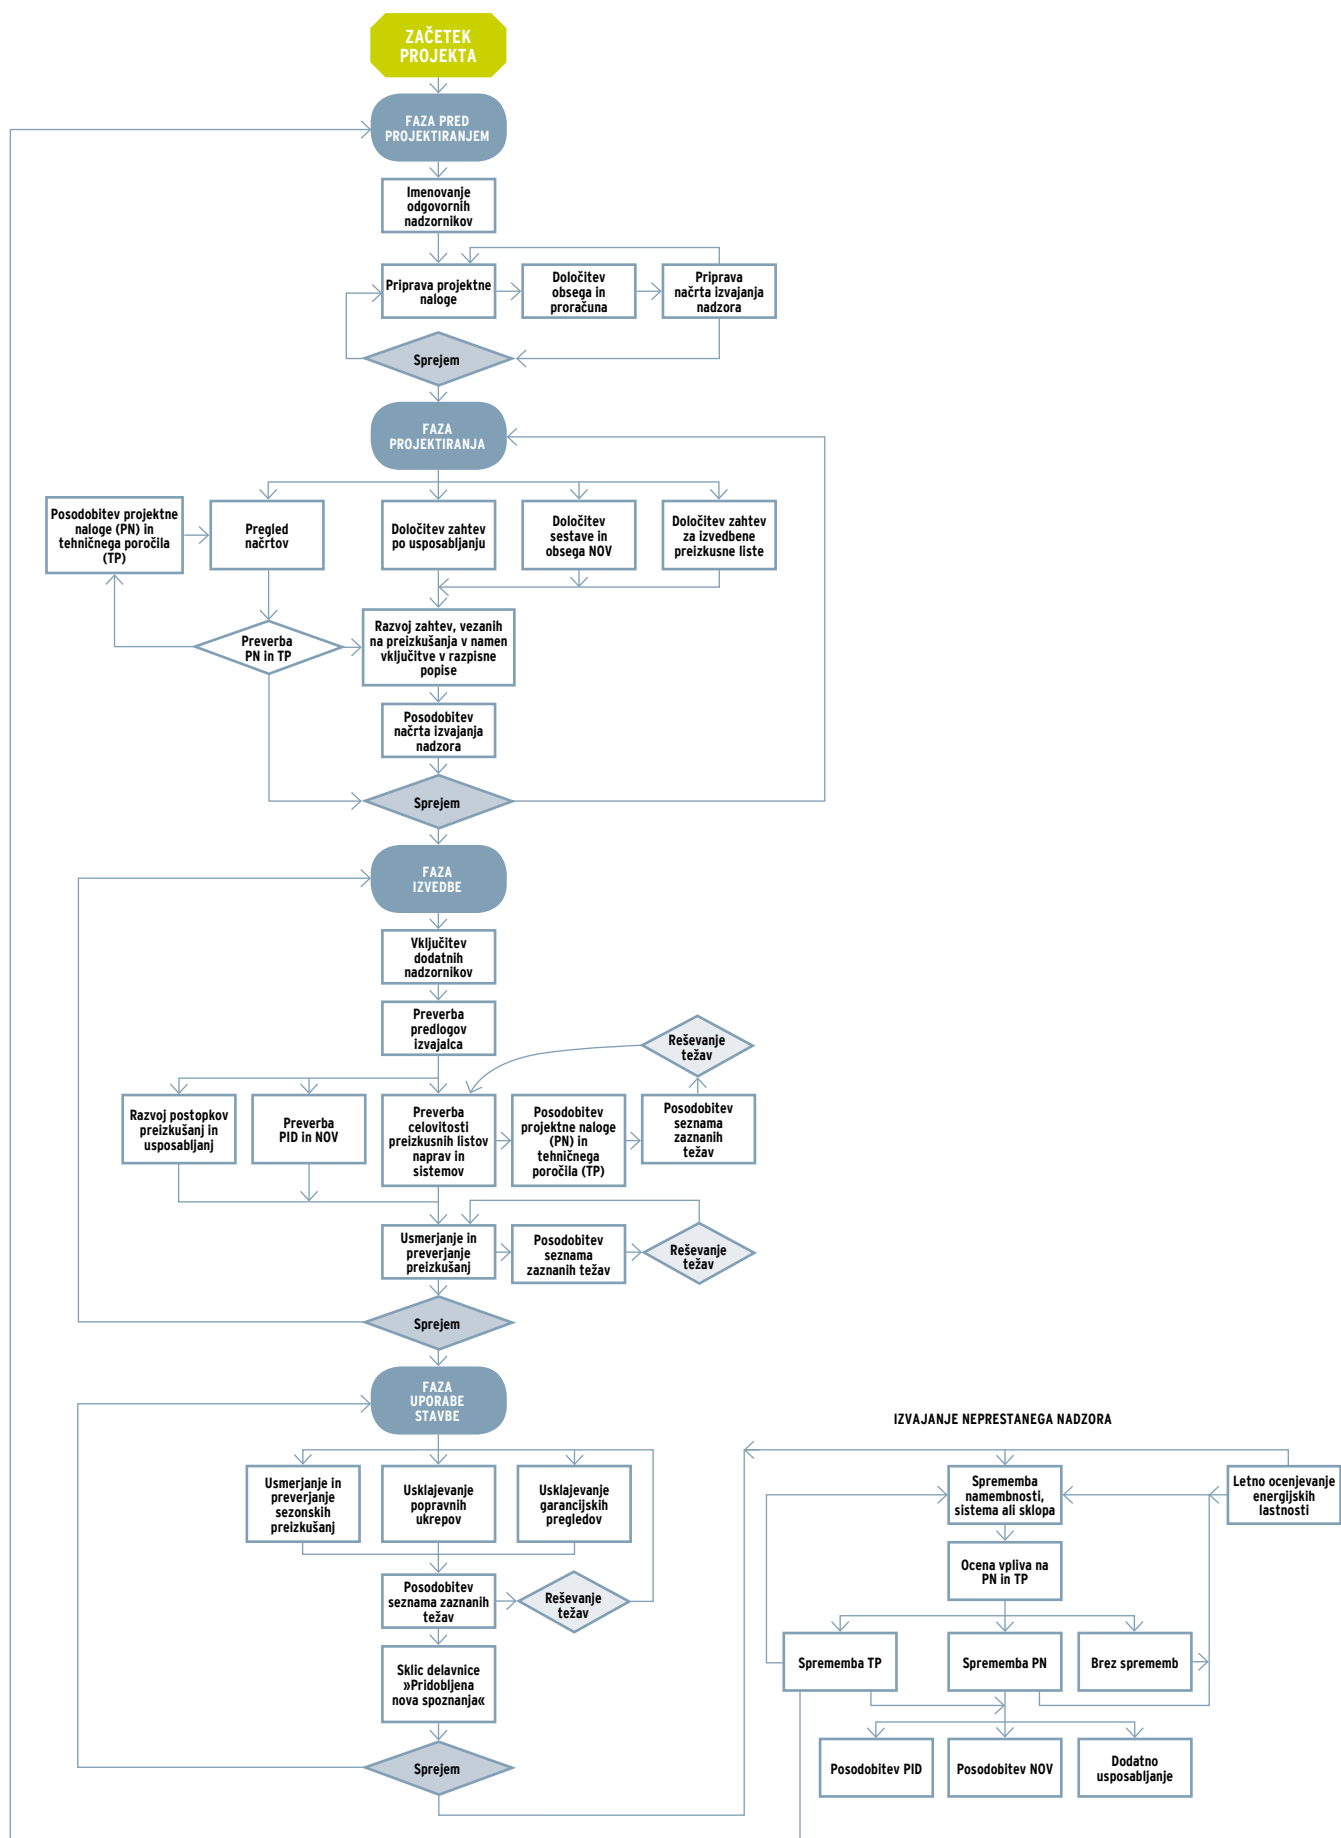 ZAČETEK
PROJEKTA
FAZA PRED
PROJEKTIRANJEM
Imenovanje
odgovornih
nadzornikov
Priprava projektne
naloge
Določitev
obsega in
proračuna
Priprava
načrta izvajanja
nadzora
Sprejem
FAZA
PROJEKTIRANJA
Posodobitev projektne
naloge (PN) in
tehničnega poročila
(TP)
Pregled
načrtov
Določitev zahtev
po usposabljanju
Določitev
sestave in
obsega NOV
Določitev zahtev
za izvedbene
preizkusne liste
Preverba
PN in TP
Razvoj zahtev, vezanih
na preizkušanja v namen
vključitve v razpisne
popise
Posodobitev
načrta izvajanja
nadzora
Sprejem
FAZA
IZVEDBE
Vključitev
dodatnih
nadzornikov
Preverba
predlogov
izvajalca
Reševanje
težav
Razvoj postopkov
preizkušanj in
usposabljanj
Preverba
PID in NOV
Preverba
celovitosti
preizkusnih listov
naprav in
sistemov
Posodobitev
projektne naloge
(PN) in
tehničnega
poročila (TP)
Posodobitev
seznama
zaznanih
težav
Usmerjanje in
preverjanje
preizkušanj
Posodobitev
seznama
zaznanih težav
Reševanje
težav
Sprejem
FAZA
UPORABE
STAVBE
Usmerjanje in
preverjanje
sezonskih
preizkušanj
Usklajevanje
popravnih
ukrepov
Usklajevanje
garancijskih
pregledov
Posodobitev
seznama zaznanih
težav
Reševanje
težav
Sklic delavnice
»Pridobljena
nova spoznanja«
Sprejem
IZVAJANJE NEPRESTANEGA NADZORA
Sprememba
namembnosti,
sistema ali sklopa
Letno ocenjevanje
energijskih
lastnosti
Ocena vpliva na
PN in TP
Sprememba TP
Sprememba PN
Brez sprememb
Posodobitev PID
Posodobitev NOV
Dodatno
usposabljanje